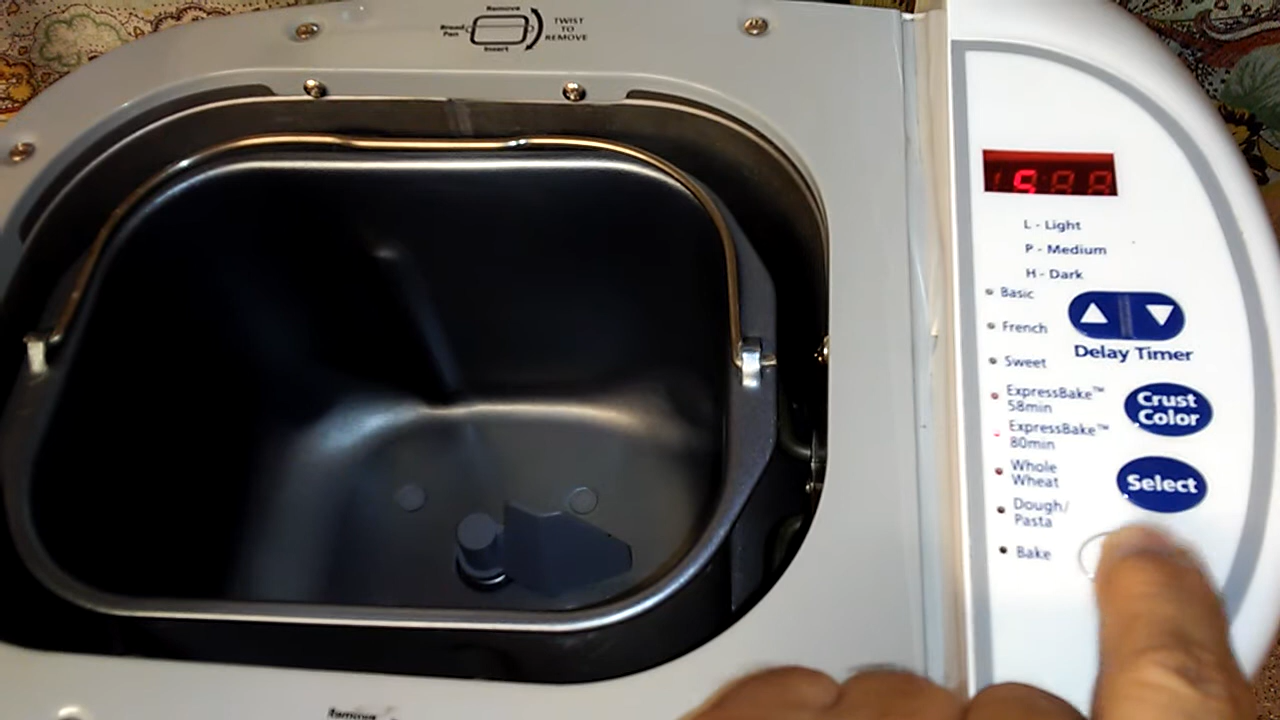 Remove
Bread
Pan
Insert
TWIST
TO
REMOVE
L - Light
P - Medium
H - Dark
Basic
French
Sweet
ExpressBake™
58min
ExpressBake™
80min
Whole
Wheat
Dough/
Pasta
Bake
Delay Timer
Crust
Color
Select
Remove